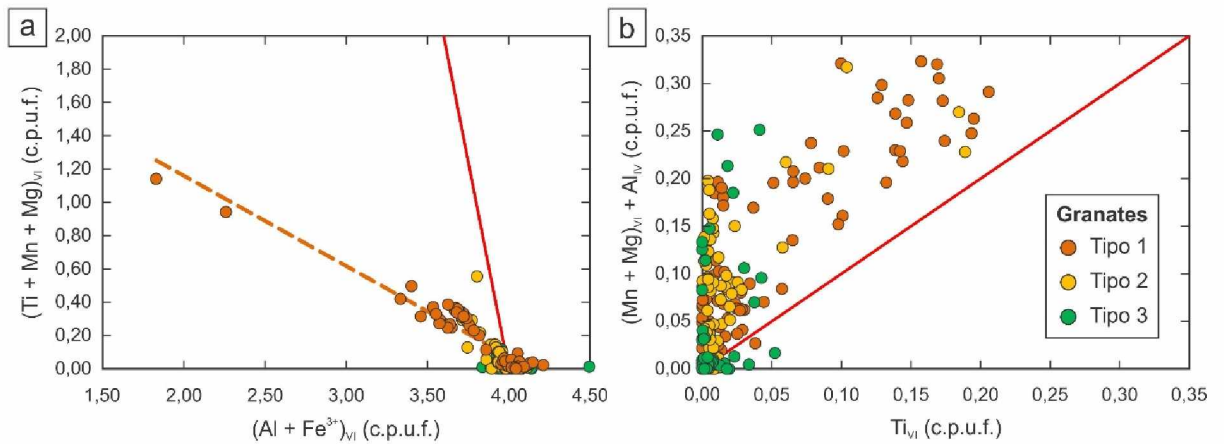 a
2,00
1,80
1,60
1,40
1,20
1,00
0,80
0,60
0,40
0,20
0,00
(Ti + Mn + Mg)VI (c.p.u.f.)
1,50 2,00 2,50 3,00 3,50 4,00 4,50
(Al + Fe³⁺)VI (c.p.u.f.)
b
0,35
0,30
0,25
0,20
0,15
0,10
0,05
0,00
(Mn + Mg)VI + AlIV (c.p.u.f.)
Granates
Tipo 1
Tipo 2
Tipo 3
0,00 0,05 0,10 0,15 0,20 0,25 0,30 0,35
TiVI (c.p.u.f.)